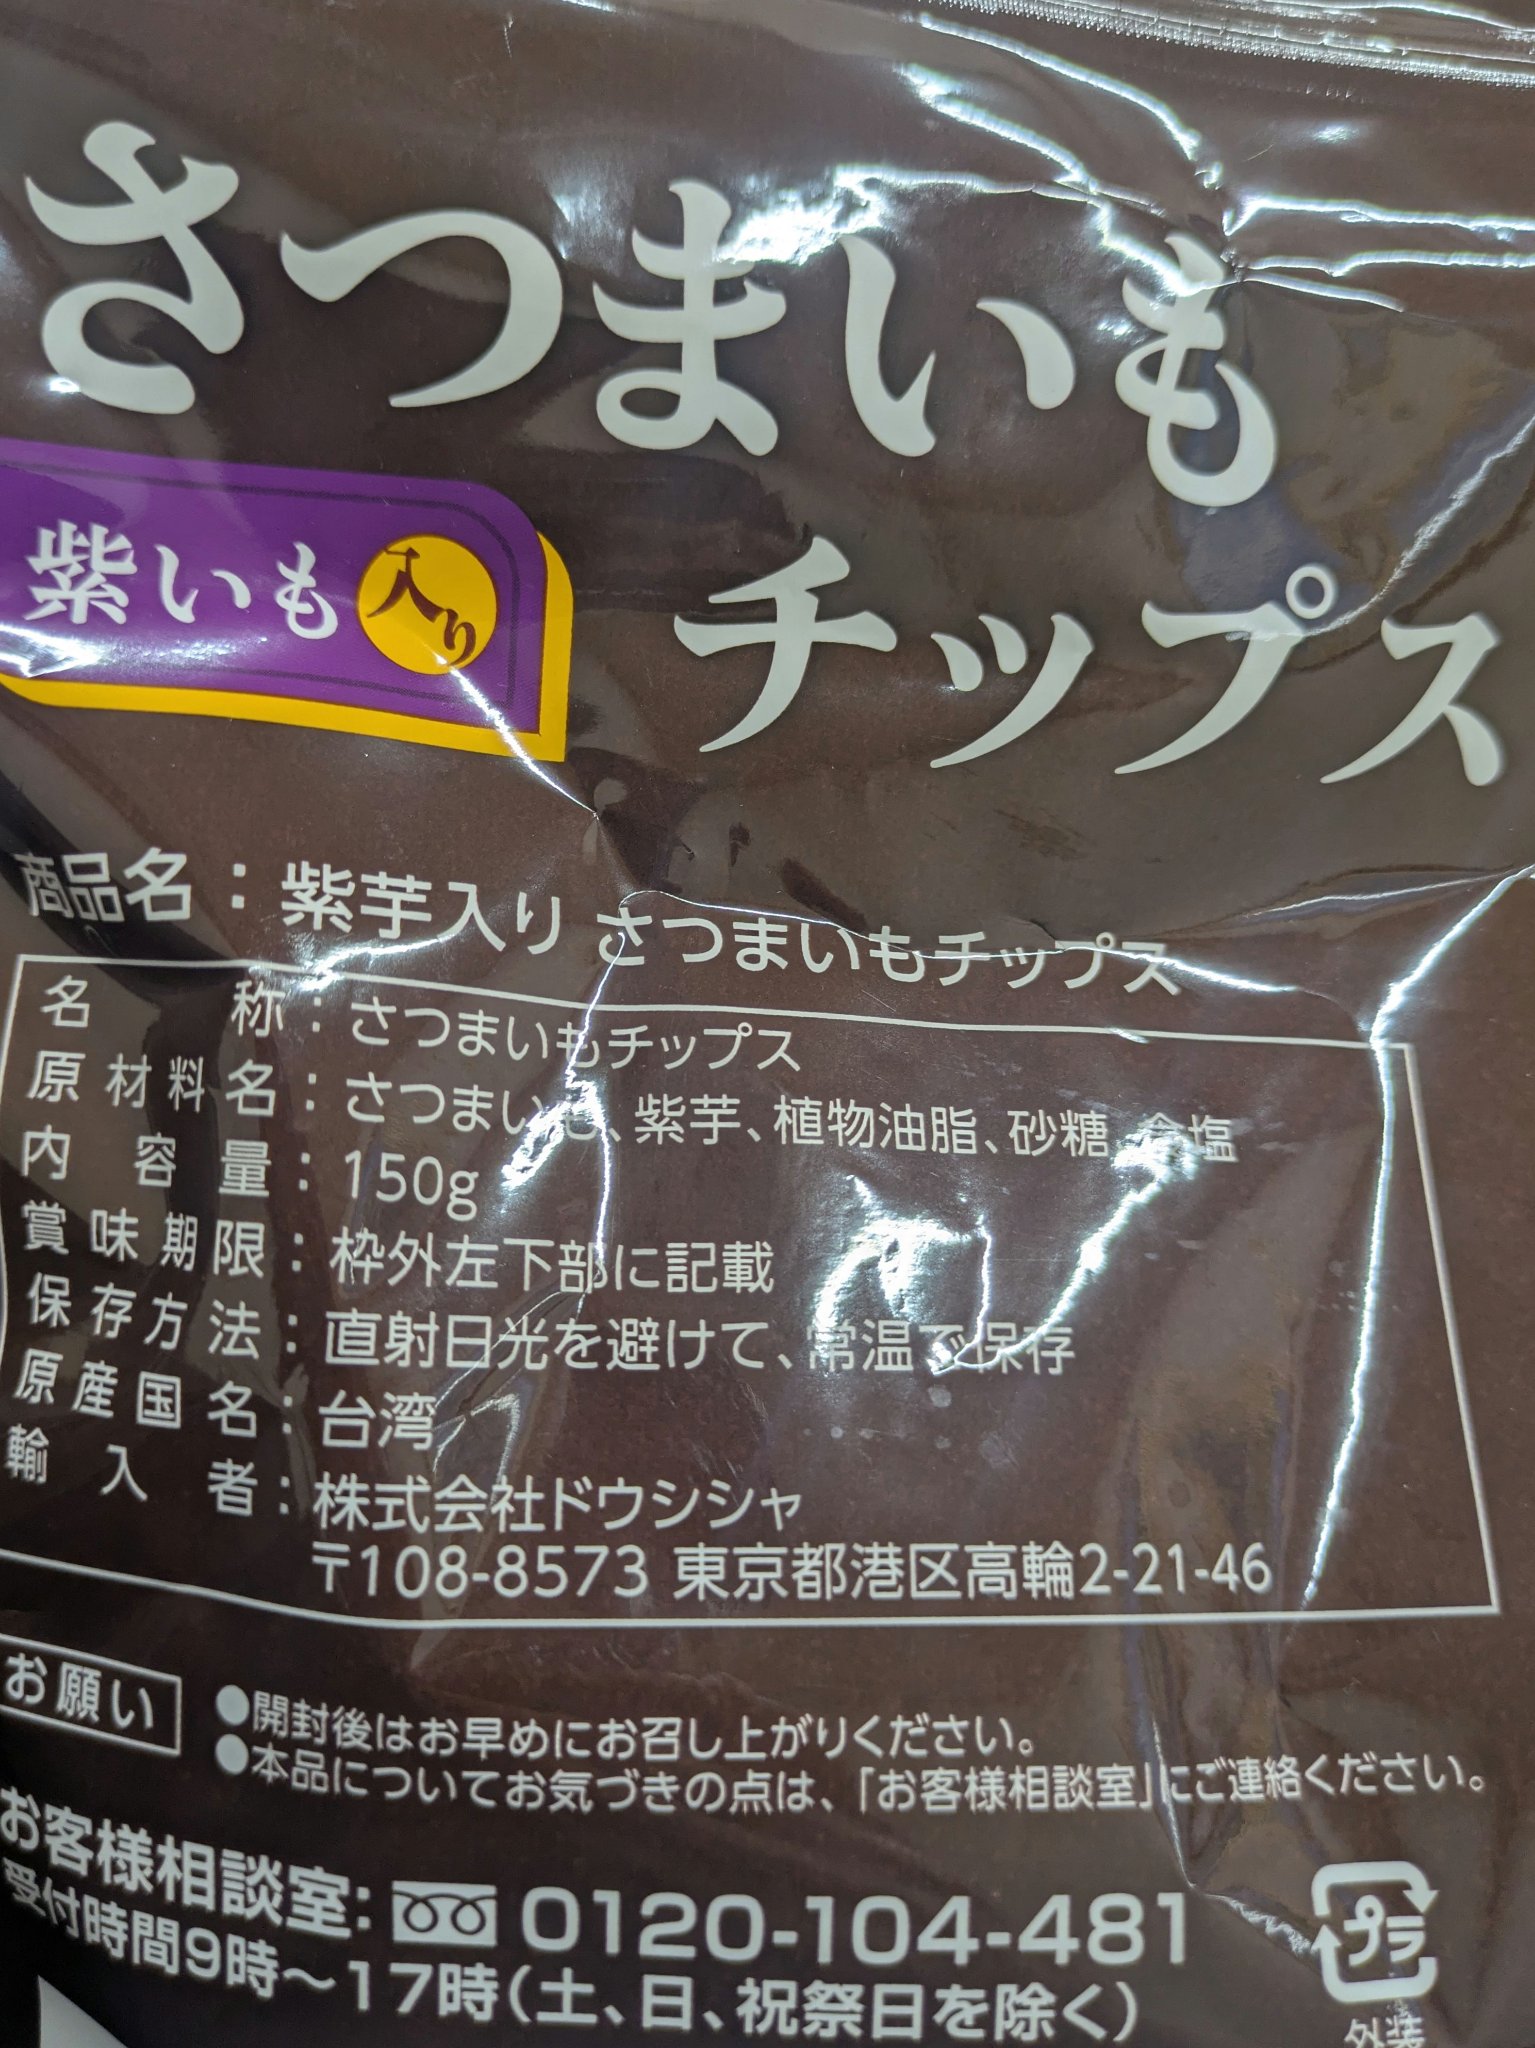 さつまいも
紫いも入り
チップス
商品名：紫芋入り さつまいもチップス
名称：さつまいもチップス
原材料名：さつまいも、紫芋、植物油脂、砂糖、食塩
内容量：150g
賞味期限：枠外左下部に記載
保存方法：直射日光を避けて、常温で保存
原産国名：台湾
輸入者：株式会社ドウシシャ
〒108-8573 東京都港区高輪2-21-46
お願い
●開封後はお早めにお召し上がりください。
●本品についてお気づきの点は、「お客様相談室」にご連絡ください。
お客様相談室：0120-104-481
受付時間9時～17時（土、日、祝祭日を除く）
プラ
外装